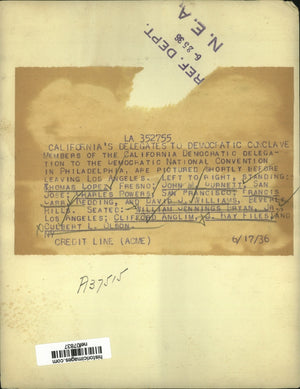 REF. DEPT.
6-25-36
N. E. A.
LA 352755
CALIFORNIA'S DELEGATES TO DEMOCRATIC
MEMBERS OF THE CALIFORNIA DEMOCRATIC DELEGA-
TION TO THE DEMOCRATIC NATIONAL CONVENTION
IN PHILADELPHIA, ARE PICTURED SHORTLY BEFORE
LEAVING LOS ANGELES. LEFT TO RIGHT, STANDING:
THOMAS LOPEZ, FRESNO; JOHN M. BURNETT, SAN
JOSE; CHARLES POWERS, SAN FRANCISCO; FRANCIS
CARR, REDDING, AND DAVID J. WILLIAMS, BEVERLY
HILLS. SEATED: WILLIAM JENNINGS BRYAN, JR.,
LOS ANGELES; CLIFFORD ANGLIM, RAY FILES AND
CULBERT L. OLSON.
CREDIT LINE (ACME) 6/17/36
A37515
historicimages.com
nef07837